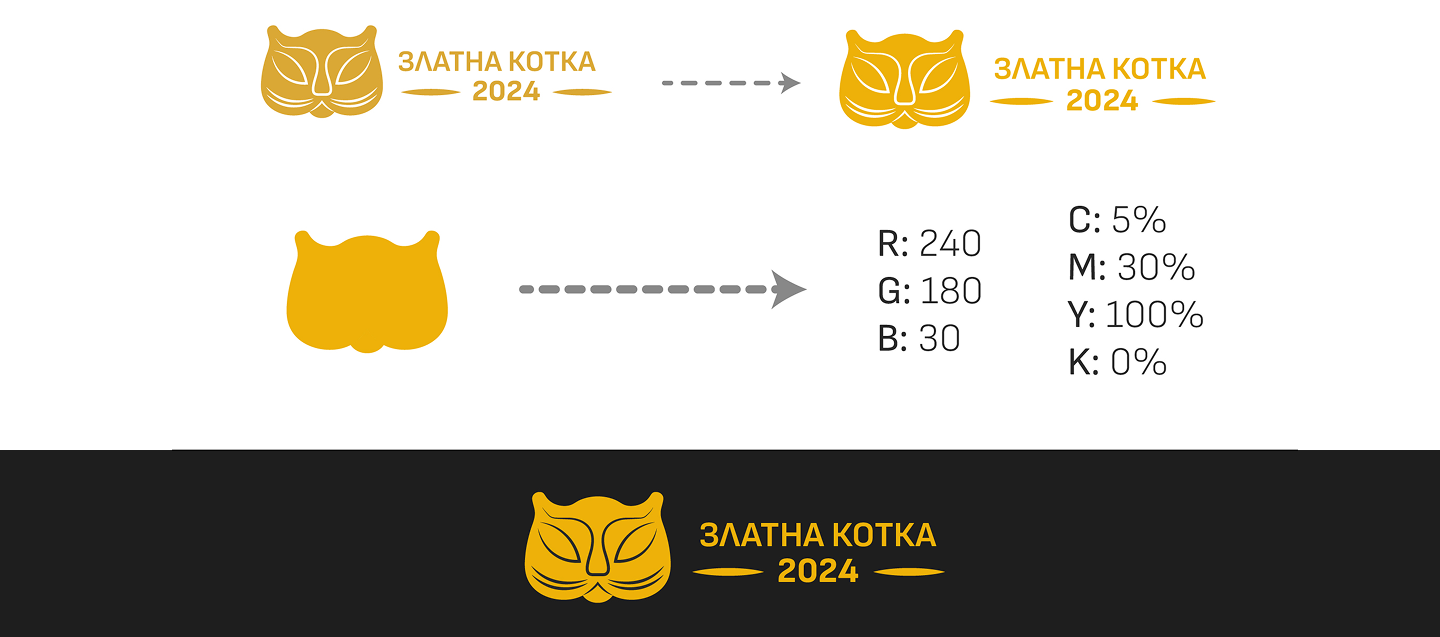 ЗЛАТНА КОТКА
2024
ЗЛАТНА КОТКА
2024
R: 240
G: 180
B: 30
C: 5%
M: 30%
Y: 100%
K: 0%
ЗЛАТНА КОТКА
2024